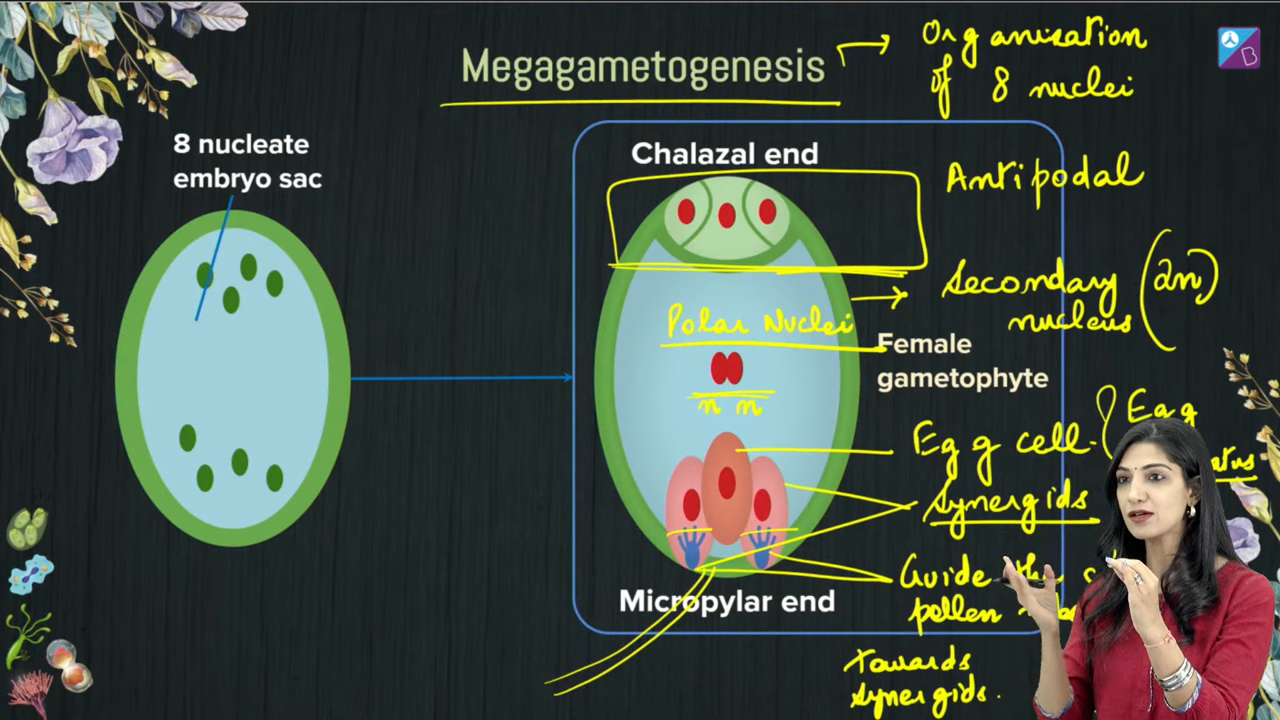 Megagametogenesis
Organisation
of 8 nuclei
8 nucleate
embryo sac
Chalazal end
Antipodal
Secondary (2n)
nucleus
Polar Nuclei
Female
gametophyte
n n
Egg cell
Egg
Synergids
Guide the
pollen
Micropylar end
Towards
synergids.
B